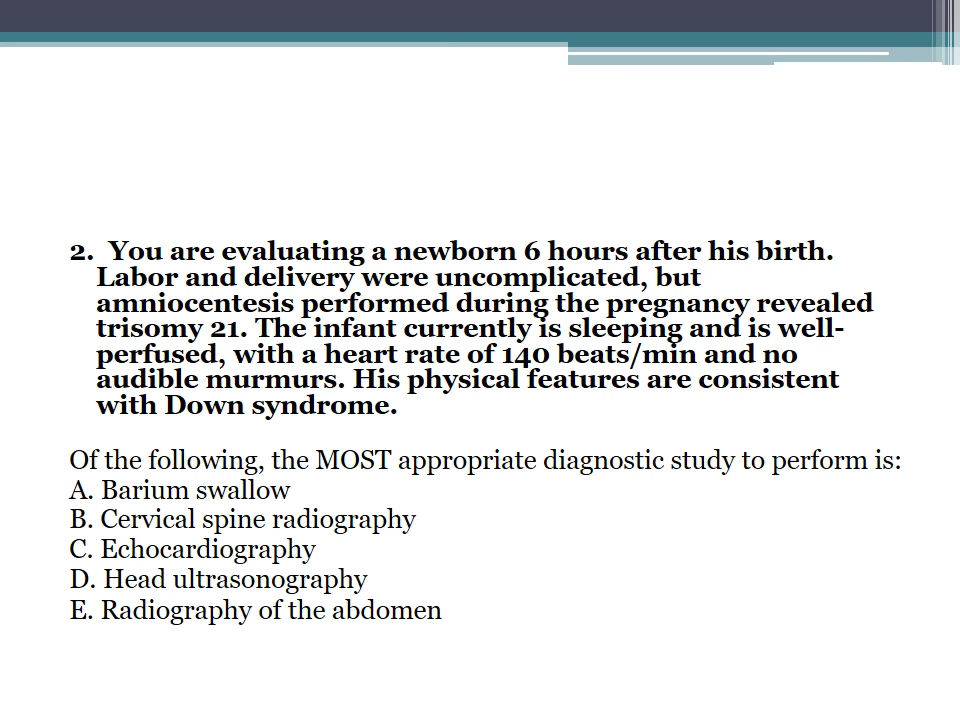 2. You are evaluating a newborn 6 hours after his birth.
Labor and delivery were uncomplicated, but
amniocentesis performed during the pregnancy revealed
trisomy 21. The infant currently is sleeping and is well-
perfused, with a heart rate of 140 beats/min and no
audible murmurs. His physical features are consistent
with Down syndrome.
Of the following, the MOST appropriate diagnostic study to perform is:
A. Barium swallow
B. Cervical spine radiography
C. Echocardiography
D. Head ultrasonography
E. Radiography of the abdomen